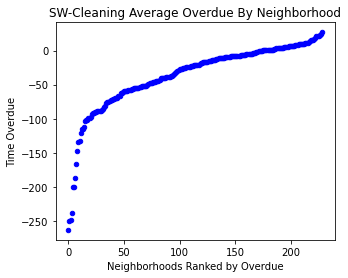 SW-Cleaning Average Overdue By Neighborhood
Time Overdue
0
−50
−100
−150
−200
−250
0 50 100 150 200
Neighborhoods Ranked by Overdue